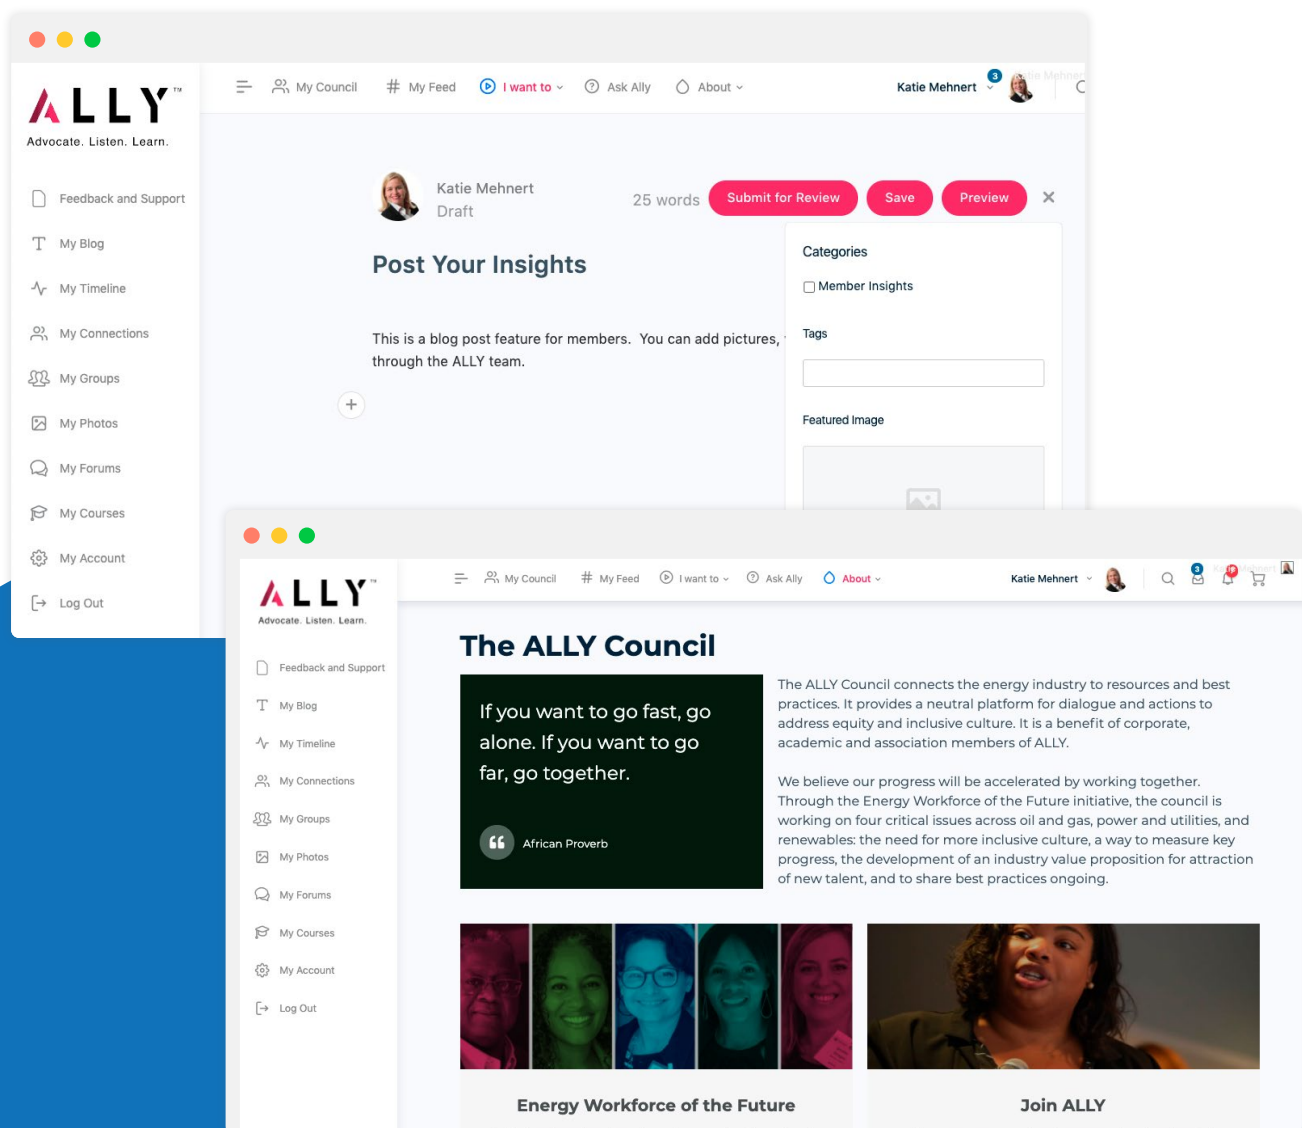 ALLY™
Advocate. Listen. Learn.
Feedback and Support
My Blog
My Timeline
My Connections
My Groups
My Photos
My Forums
My Courses
My Account
Log Out
My Council
# My Feed
I want to
Ask Ally
About
Katie Mehnert
3
Katie Mehnert
Katie Mehnert
Draft
25 words
Submit for Review
Save
Preview
Post Your Insights
This is a blog post feature for members. You can add pictures,
through the ALLY team.
Categories
Member Insights
Tags
Featured Image
ALLY™
Advocate. Listen. Learn.
Feedback and Support
My Blog
My Timeline
My Connections
My Groups
My Photos
My Forums
My Courses
My Account
Log Out
My Council
# My Feed
I want to
Ask Ally
About
Katie Mehnert
3
The ALLY Council
If you want to go fast, go
alone. If you want to go
far, go together.
African Proverb
The ALLY Council connects the energy industry to resources and best
practices. It provides a neutral platform for dialogue and actions to
address equity and inclusive culture. It is a benefit of corporate,
academic and association members of ALLY.
We believe our progress will be accelerated by working together.
Through the Energy Workforce of the Future initiative, the council is
working on four critical issues across oil and gas, power and utilities, and
renewables: the need for more inclusive culture, a way to measure key
progress, the development of an industry value proposition for attraction
of new talent, and to share best practices ongoing.
Energy Workforce of the Future
Join ALLY